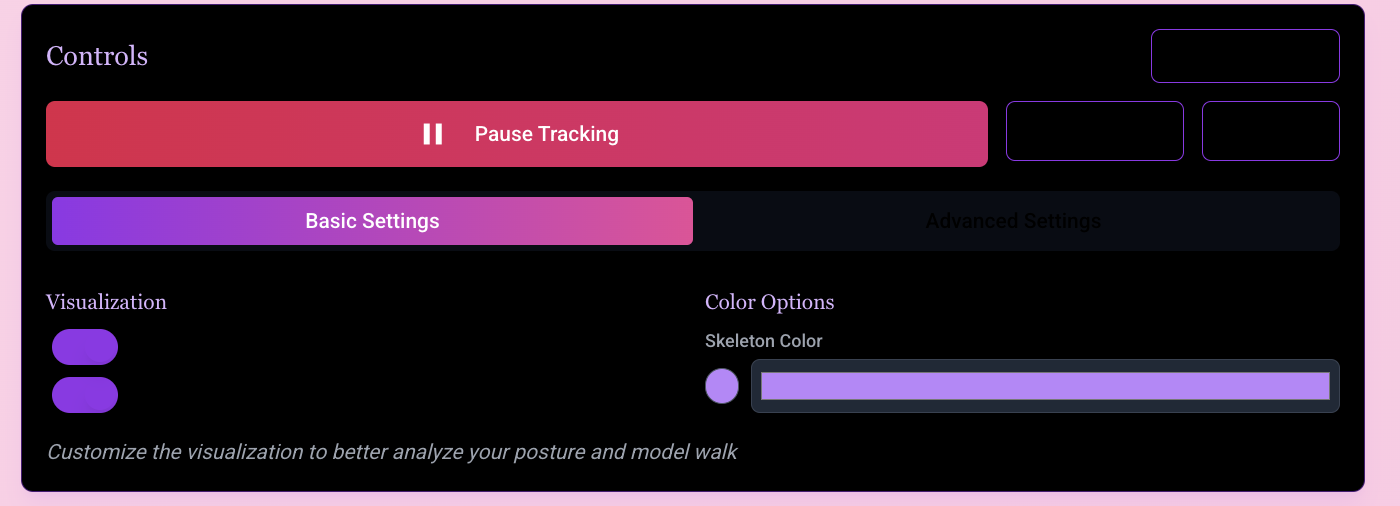 Controls
Pause Tracking
Basic Settings
Advanced Settings
Visualization
Color Options
Skeleton Color
Customize the visualization to better analyze your posture and model walk